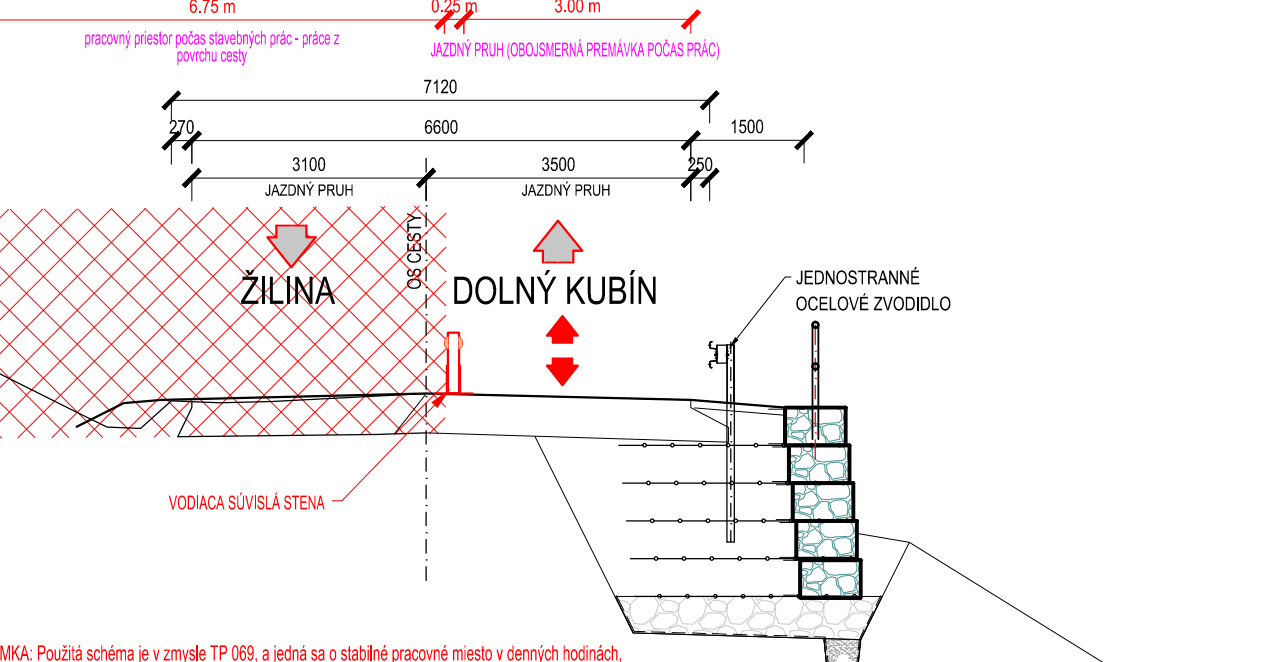 6.75 m
0.25 m
3.00 m
pracovný priestor počas stavebných prác - práce z
povrchu cesty
JAZDNÝ PRUH (OBOJSMERNÁ PREMÁVKA POČAS PRÁC)
7120
270
6600
1500
3100
3500
250
JAZDNÝ PRUH
JAZDNÝ PRUH
OS CESTY
ŽILINA
DOLNÝ KUBÍN
JEDNOSTRANNÉ
OCELOVÉ ZVODIDLO
VODIACA SÚVISLÁ STENA
MKA: Použitá schéma je v zmysle TP 069, a jedná sa o stabilné pracovné miesto v denných hodinách,